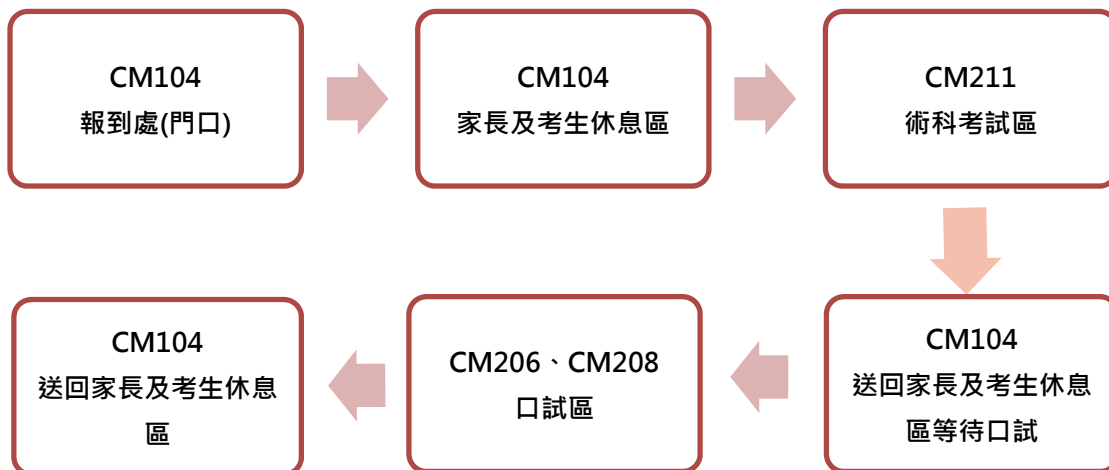 CM104
報到處(門口)
CM104
家長及考生休息區
CM211
術科考試區
CM104
送回家長及考生休息
區等待口試
CM206、CM208
口試區
CM104
送回家長及考生休息
區